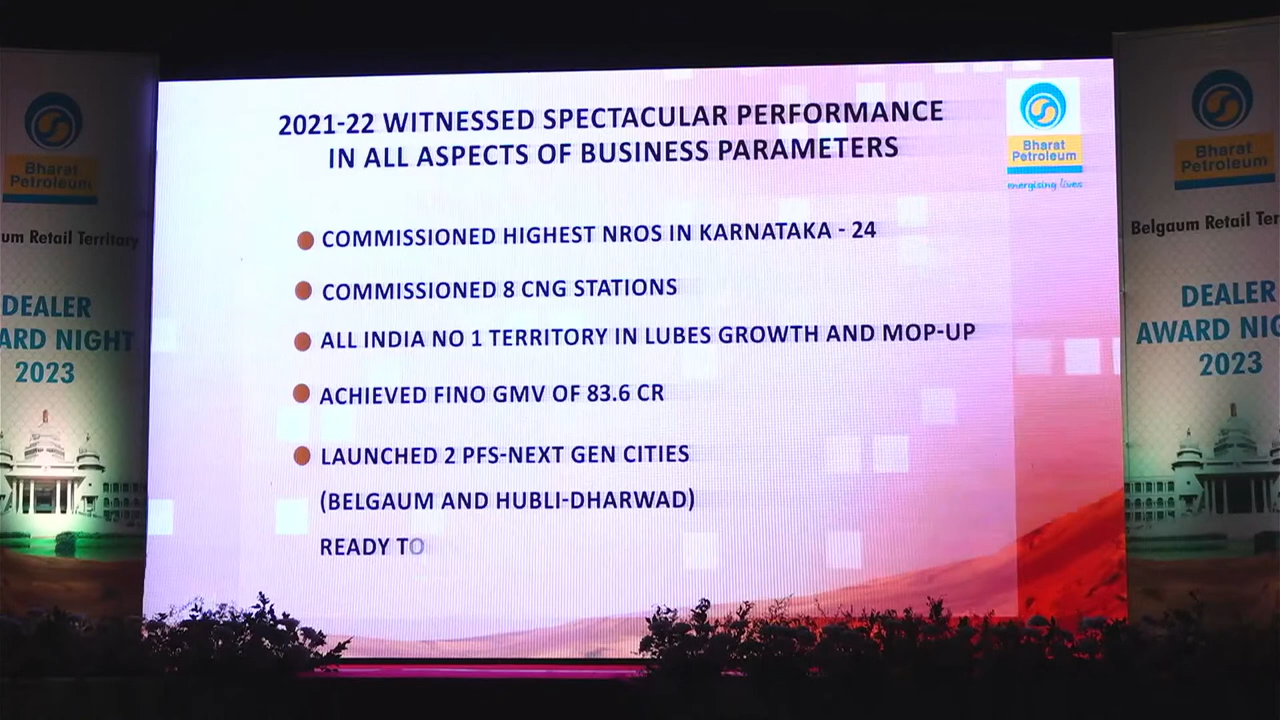 2021-22 WITNESSED SPECTACULAR PERFORMANCE
IN ALL ASPECTS OF BUSINESS PARAMETERS
Bharat
Petroleum
energising lives
COMMISSIONED HIGHEST NROS IN KARNATAKA - 24
COMMISSIONED 8 CNG STATIONS
ALL INDIA NO 1 TERRITORY IN LUBES GROWTH AND MOP-UP
ACHIEVED FINO GMV OF 83.6 CR
LAUNCHED 2 PFS-NEXT GEN CITIES
(BELGAUM AND HUBLI-DHARWAD)
READY TO
Bharat
Petroleum
um Retail Territory
DEALER
ARD NIGHT
2023
Bharat
Petroleum
Belgaum Retail Ter
DEALER
AWARD NIG
2023